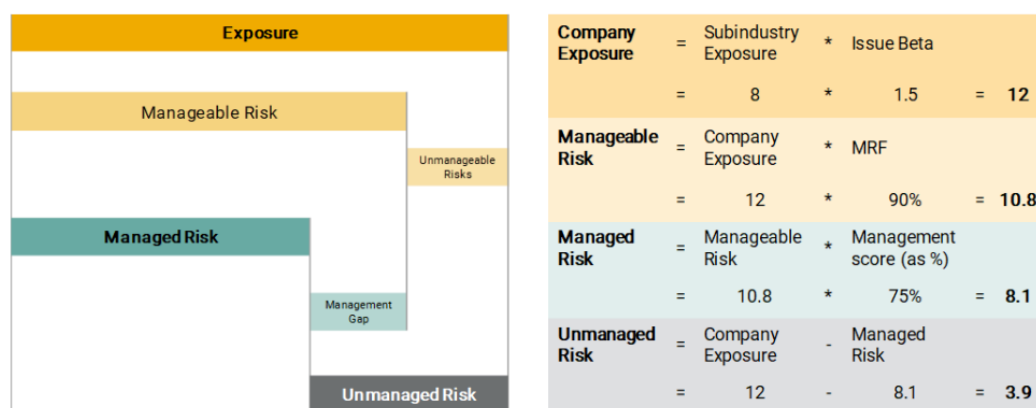 Exposure
Manageable Risk
Unmanageable
Risks
Managed Risk
Management
Gap
Unmanaged Risk
Company Exposure = Subindustry Exposure * Issue Beta
= 8 * 1.5 = 12
Manageable Risk = Company Exposure * MRF
= 12 * 90% = 10.8
Managed Risk = Manageable Risk * Management score (as %)
= 10.8 * 75% = 8.1
Unmanaged Risk = Company Exposure - Managed Risk
= 12 - 8.1 = 3.9